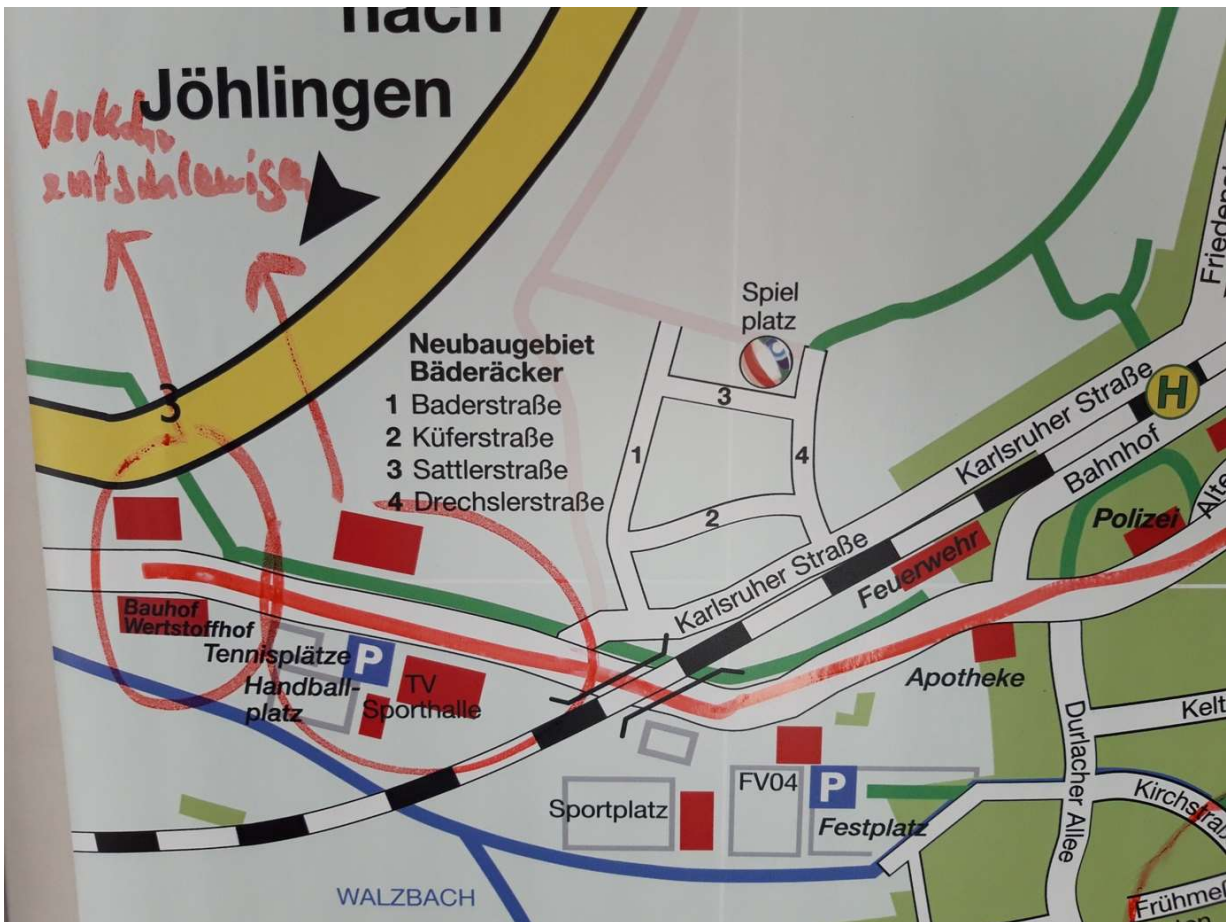 nach
Jöhlingen
Verkehr
entschleunigen
Spiel
platz
Neubaugebiet
Bäderäcker
1 Baderstraße
2 Küferstraße
3 Sattlerstraße
4 Drechslerstraße
3
1
4
2
Karlsruher Straße
H
Bahnhof
Polizei
Karlsruher Straße
Feuerwehr
Bauhof
Wertstoffhof
Tennisplätze
P
Handball-
platz
TV
Sporthalle
Apotheke
Durlacher Allee
Sportplatz
FV04
P
Festplatz
WALZBACH